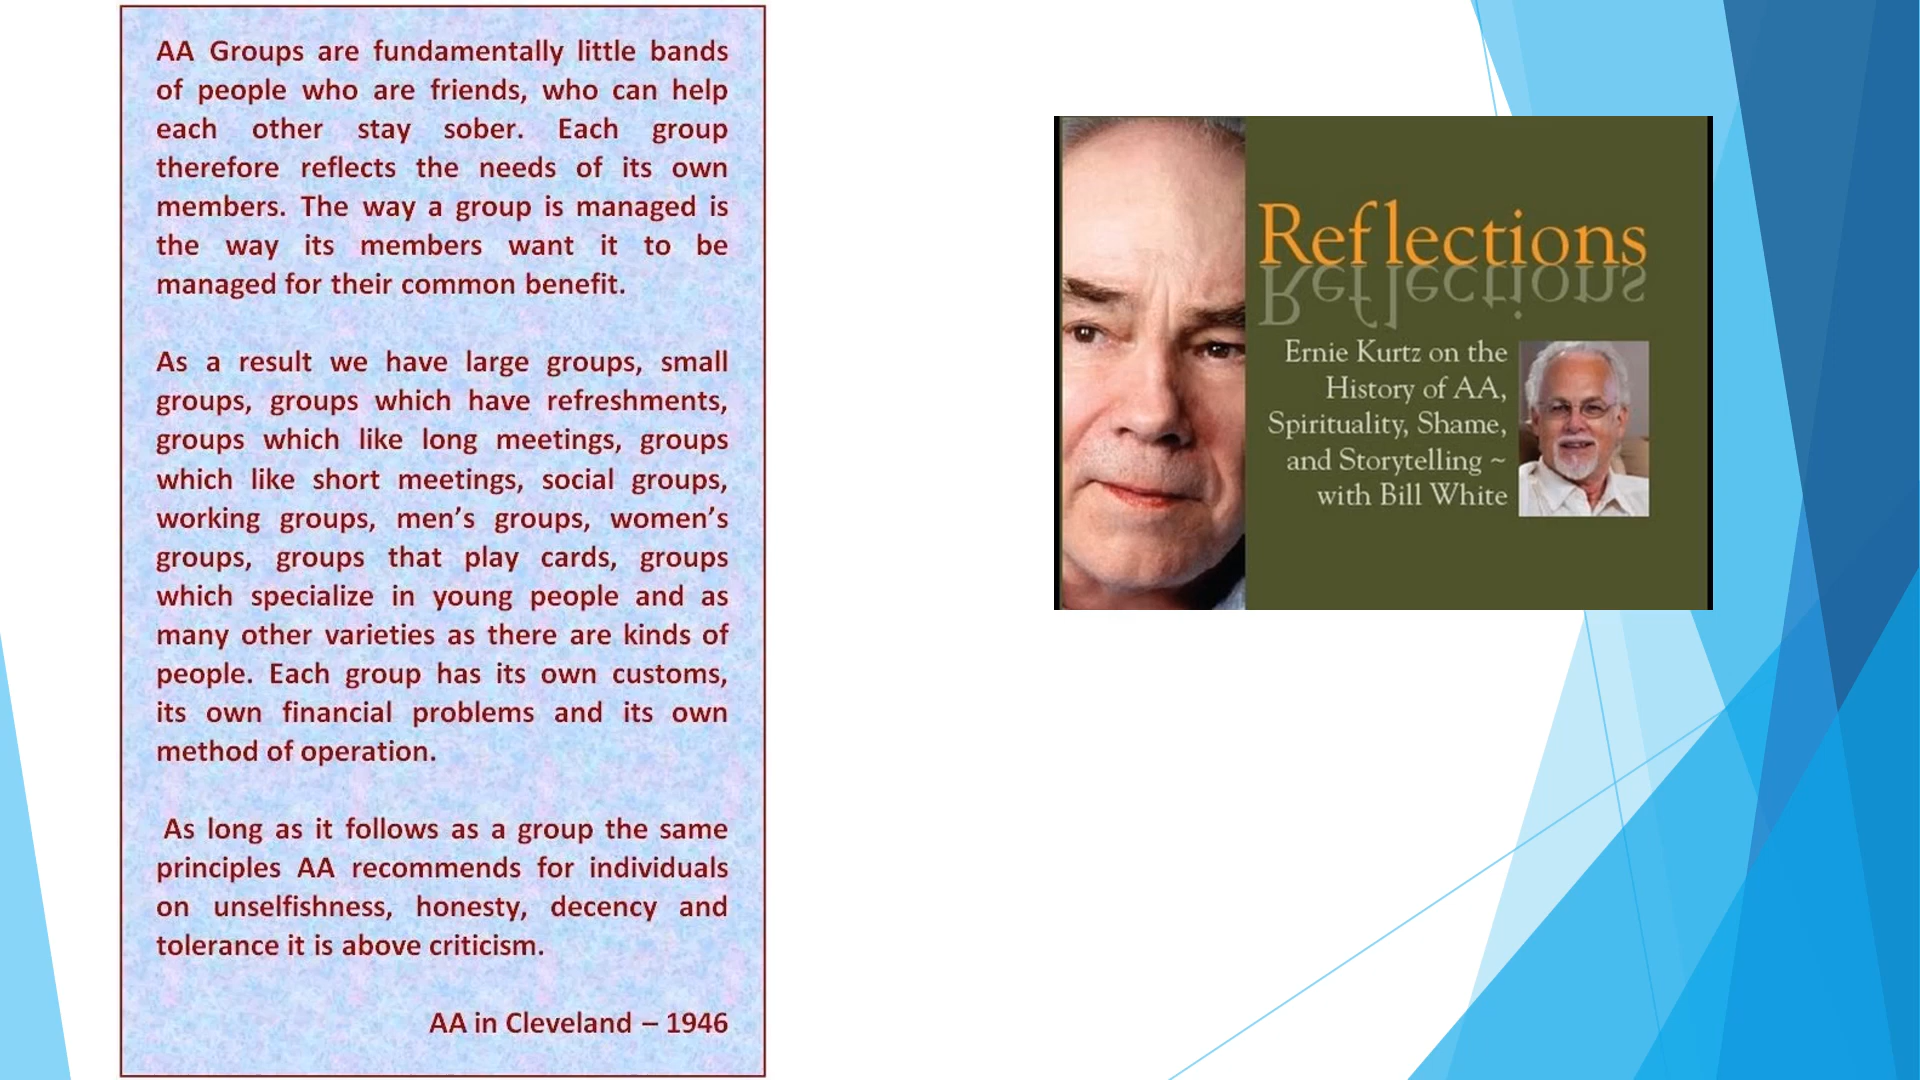 AA Groups are fundamentally little bands
of people who are friends, who can help
each other stay sober. Each group
therefore reflects the needs of its own
members. The way a group is managed is
the way its members want it to be
managed for their common benefit.
As a result we have large groups, small
groups, groups which have refreshments,
groups which like long meetings, groups
which like short meetings, social groups,
working groups, men’s groups, women’s
groups, groups that play cards, groups
which specialize in young people and as
many other varieties as there are kinds of
people. Each group has its own customs,
its own financial problems and its own
method of operation.
As long as it follows as a group the same
principles AA recommends for individuals
on unselfishness, honesty, decency and
tolerance it is above criticism.
AA in Cleveland – 1946
Reflections
Reflections
Ernie Kurtz on the
History of AA,
Spirituality, Shame,
and Storytelling ~
with Bill White